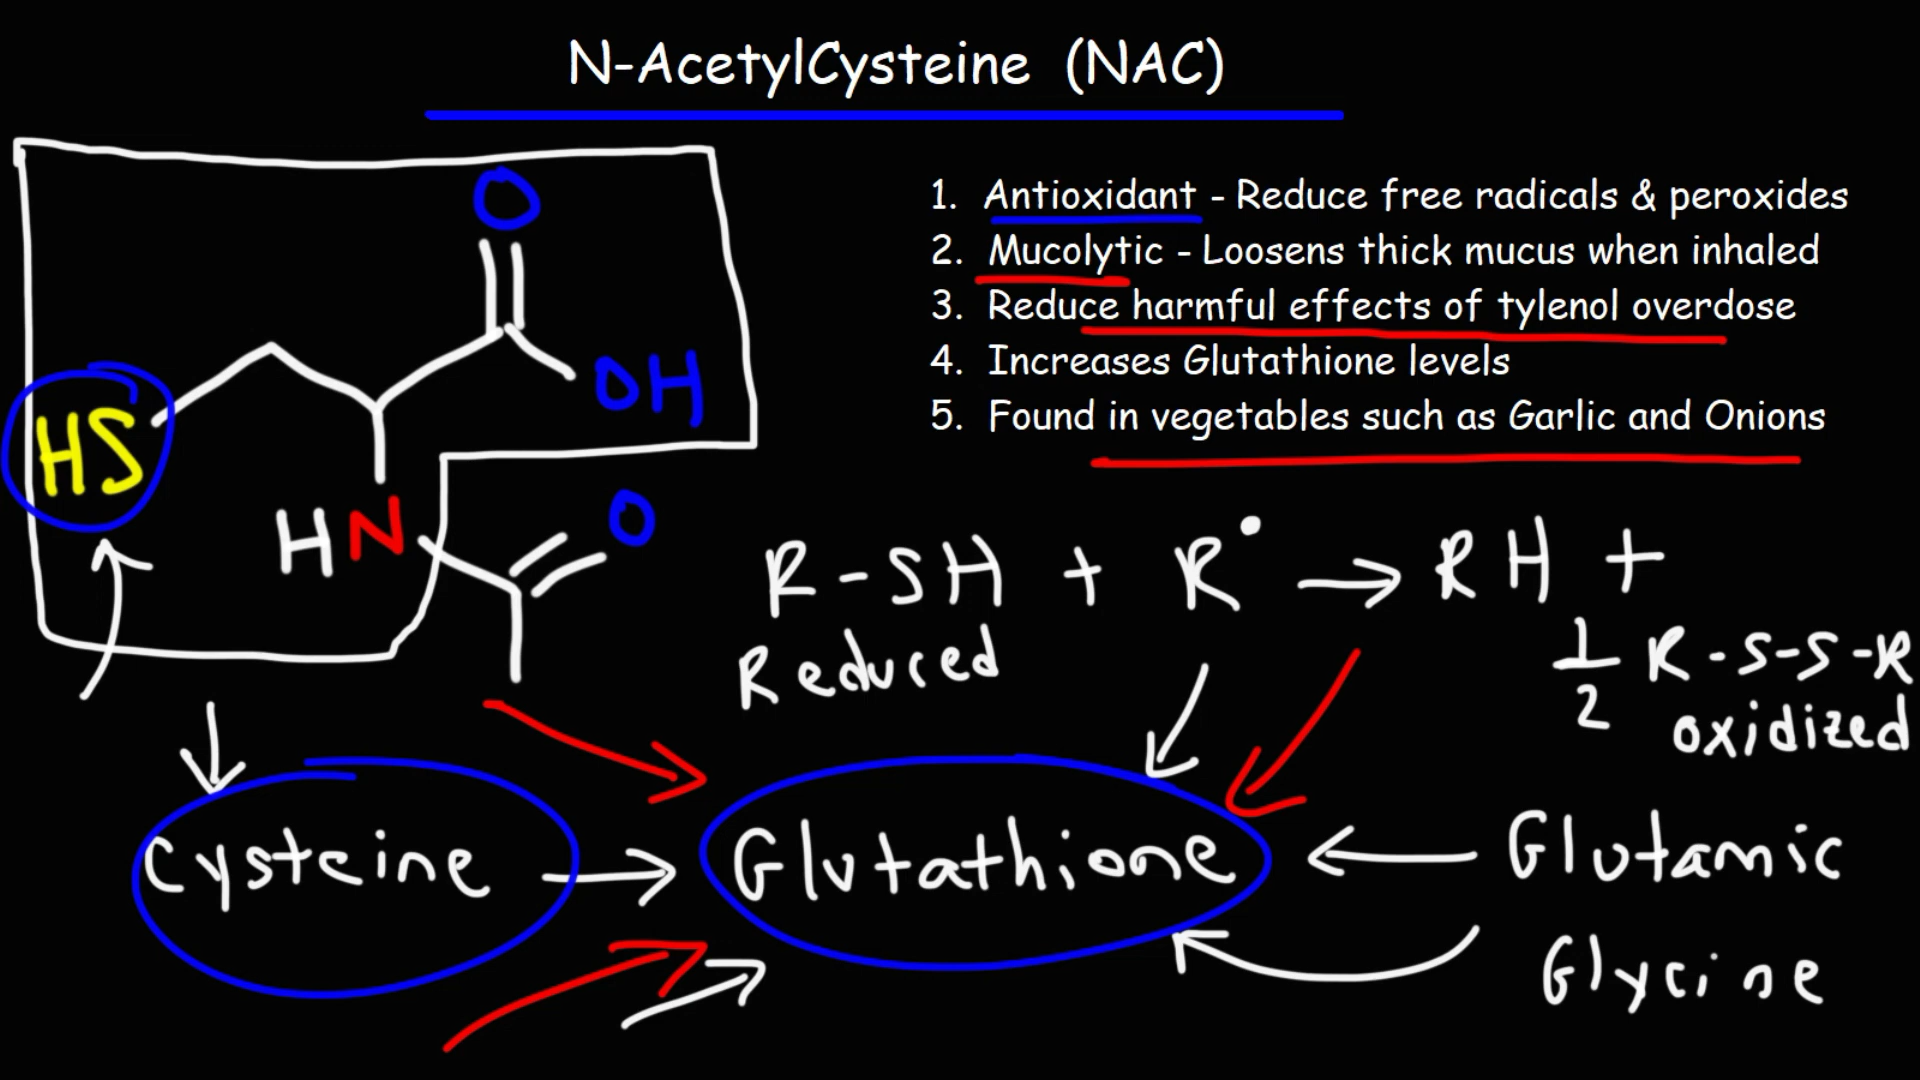 N-AcetylCysteine (NAC)
1. Antioxidant - Reduce free radicals & peroxides
2. Mucolytic - Loosens thick mucus when inhaled
3. Reduce harmful effects of tylenol overdose
4. Increases Glutathione levels
5. Found in vegetables such as Garlic and Onions
O
OH
HS
HN
O
R-SH + R• → RH +
Reduced
1/2 R-S-S-R
oxidized
Cysteine → Glutathione ← Glutamic
Glycine